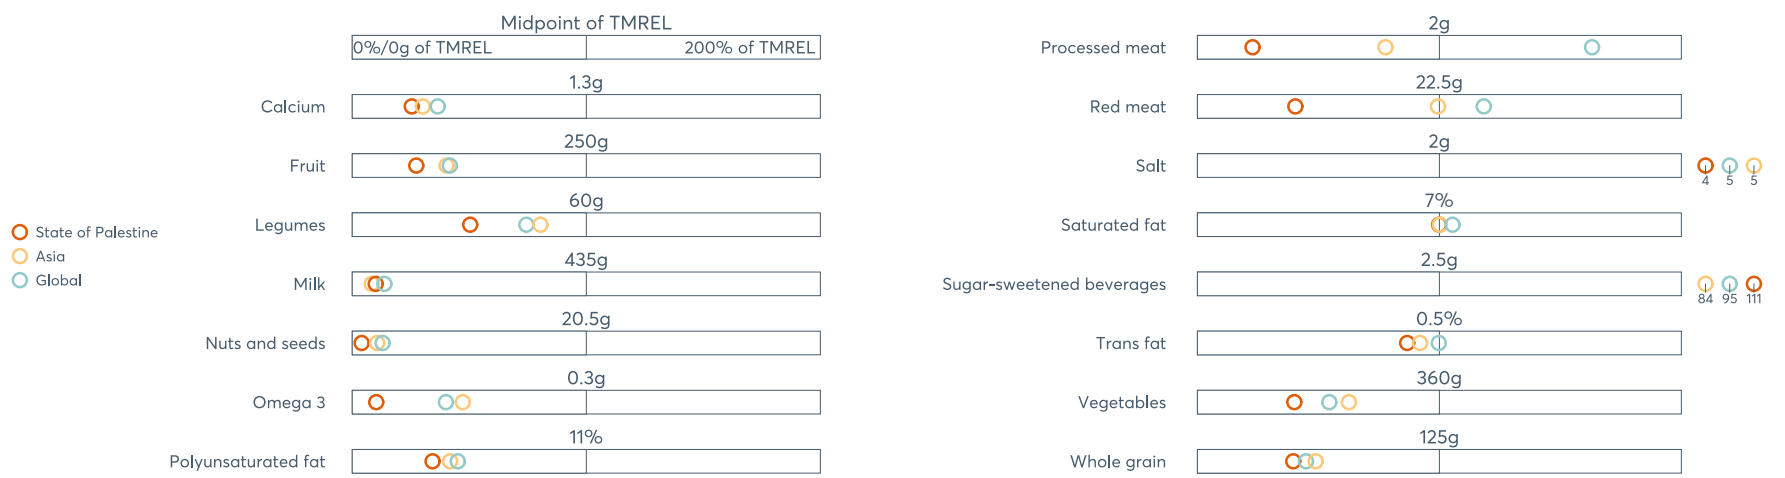 Midpoint of TMREL
0%/0g of TMREL 200% of TMREL
1.3g
Calcium
250g
Fruit
60g
Legumes
435g
Milk
20.5g
Nuts and seeds
0.3g
Omega 3
11%
Polyunsaturated fat
State of Palestine
Asia
Global
2g
Processed meat
22.5g
Red meat
2g
Salt
4 5 5
7%
Saturated fat
2.5g
Sugar-sweetened beverages
84 95 111
0.5%
Trans fat
360g
Vegetables
125g
Whole grain